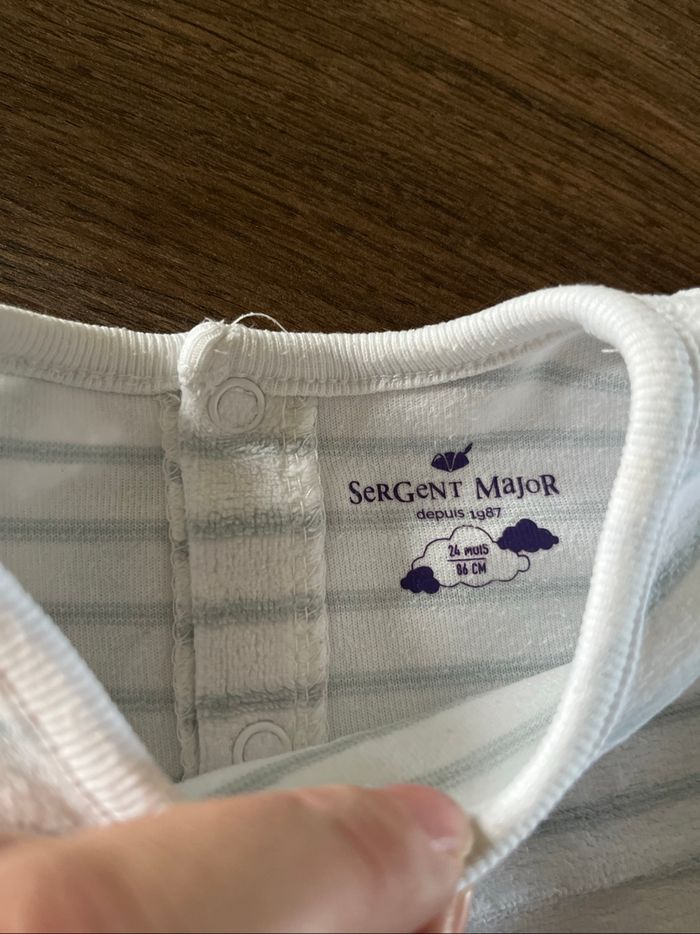 SeRGeNT MaJoR
depuis 1987
24 MOIS
86 CM